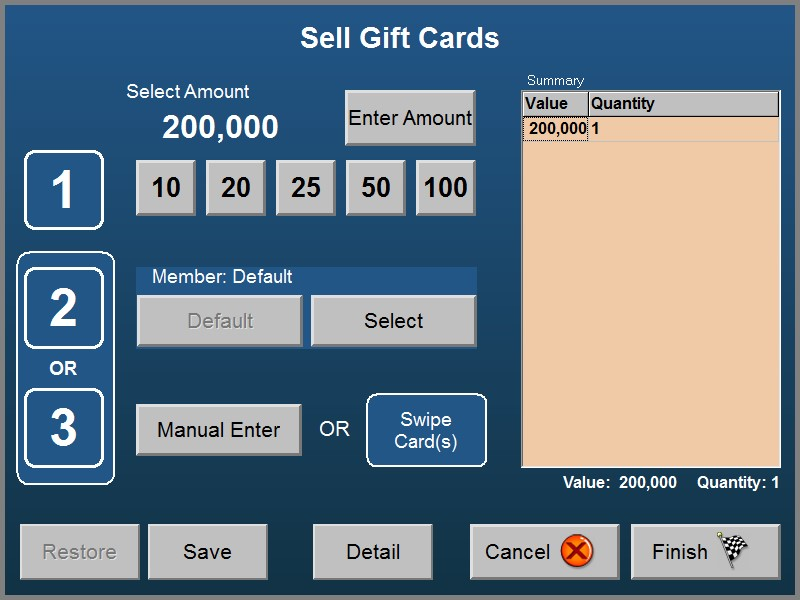 Sell Gift Cards
Select Amount
200,000
Enter Amount
1
10 20 25 50 100
2
OR
3
Member: Default
Default Select
Manual Enter OR Swipe
Card(s)
Summary
Value Quantity
200,000 1
Value: 200,000 Quantity: 1
Restore Save Detail Cancel Finish